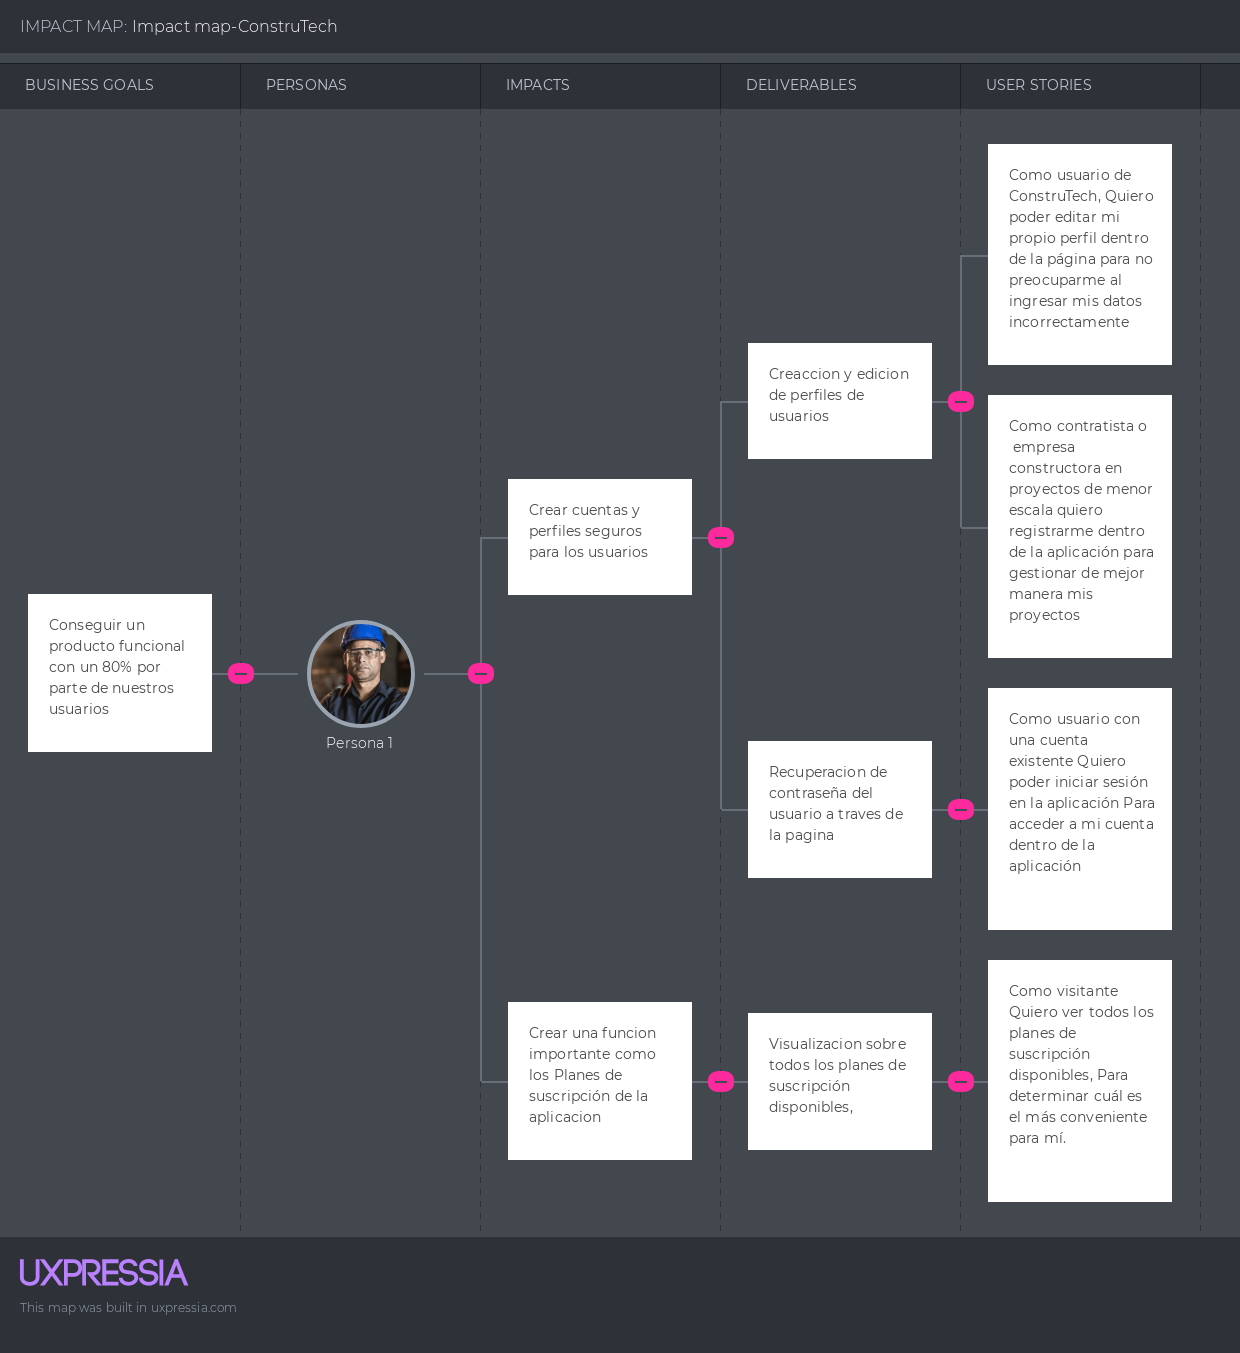 IMPACT MAP: Impact map-ConstruTech
BUSINESS GOALS
PERSONAS
IMPACTS
DELIVERABLES
USER STORIES
Conseguir un
producto funcional
con un 80% por
parte de nuestros
usuarios
Persona 1
Crear cuentas y
perfiles seguros
para los usuarios
Creaccion y edicion
de perfiles de
usuarios
Como usuario de
ConstruTech, Quiero
poder editar mi
propio perfil dentro
de la página para no
preocuparme al
ingresar mis datos
incorrectamente
Como contratista o
empresa
constructora en
proyectos de menor
escala quiero
registrarme dentro
de la aplicación para
gestionar de mejor
manera mis
proyectos
Recuperacion de
contraseña del
usuario a traves de
la pagina
Como usuario con
una cuenta
existente Quiero
poder iniciar sesión
en la aplicación Para
acceder a mi cuenta
dentro de la
aplicación
Crear una funcion
importante como
los Planes de
suscripción de la
aplicacion
Visualizacion sobre
todos los planes de
suscripción
disponibles,
Como visitante
Quiero ver todos los
planes de
suscripción
disponibles, Para
determinar cuál es
el más conveniente
para mí.
UXPRESSIA
This map was built in uxpressia.com